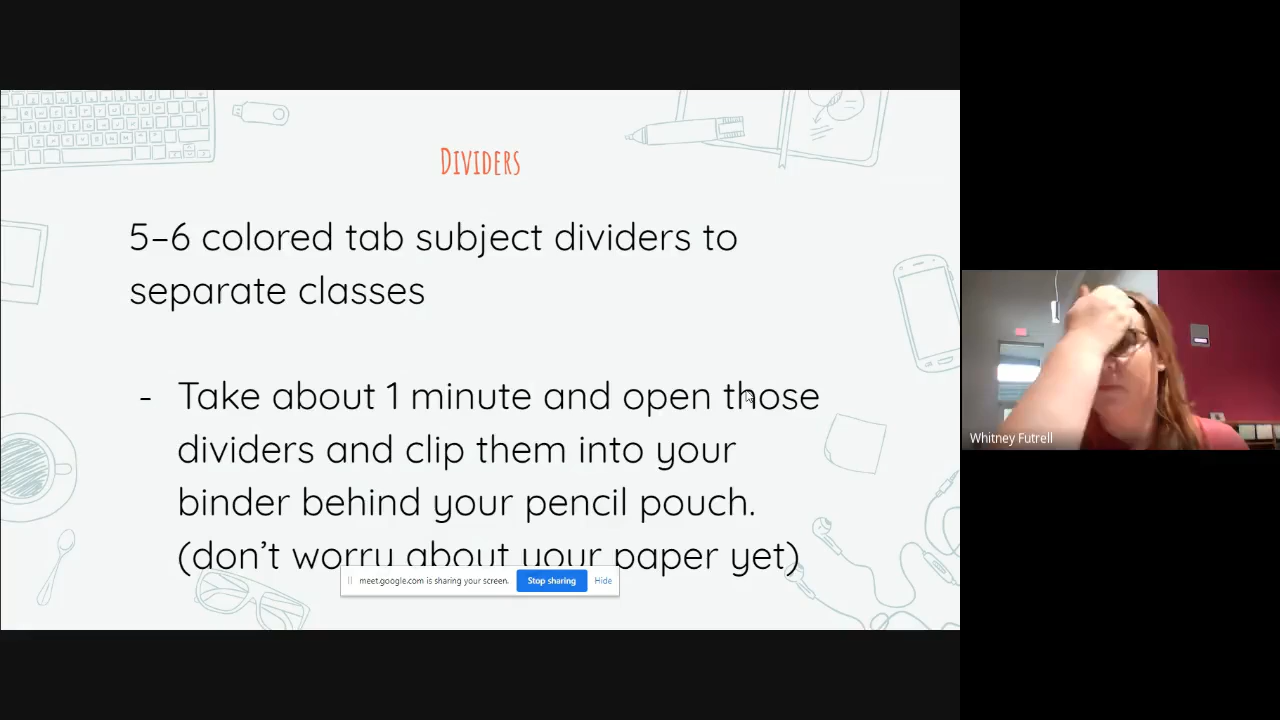 Dividers
5–6 colored tab subject dividers to
separate classes
- Take about 1 minute and open those
dividers and clip them into your
binder behind your pencil pouch.
(don't worry about your paper yet)
meet.google.com is sharing your screen. Stop sharing Hide
Whitney Futrell